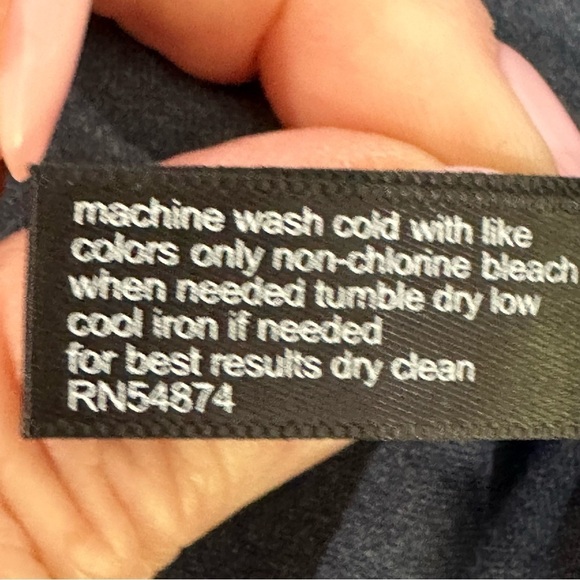 machine wash cold with like
colors only non-chlorine bleach
when needed tumble dry low
cool iron if needed
for best results dry clean
RN54874